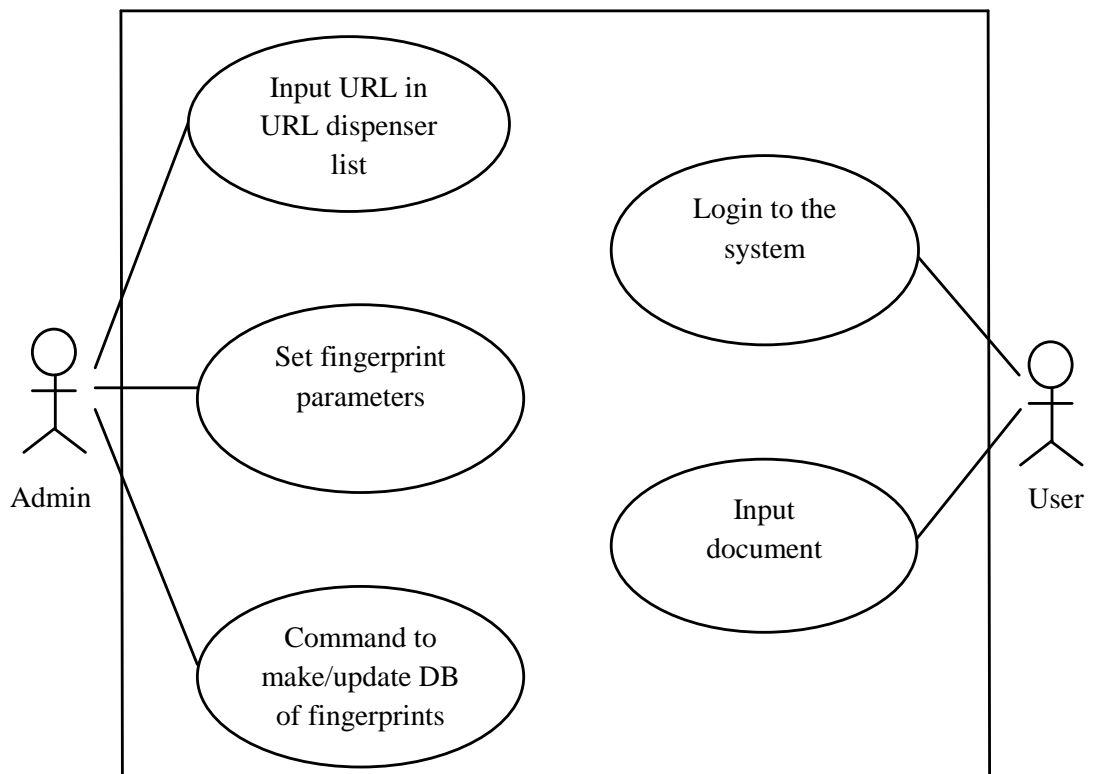 Input URL in
URL dispenser
list
Login to the
system
Set fingerprint
parameters
Admin
User
Input
document
Command to
make/update DB
of fingerprints